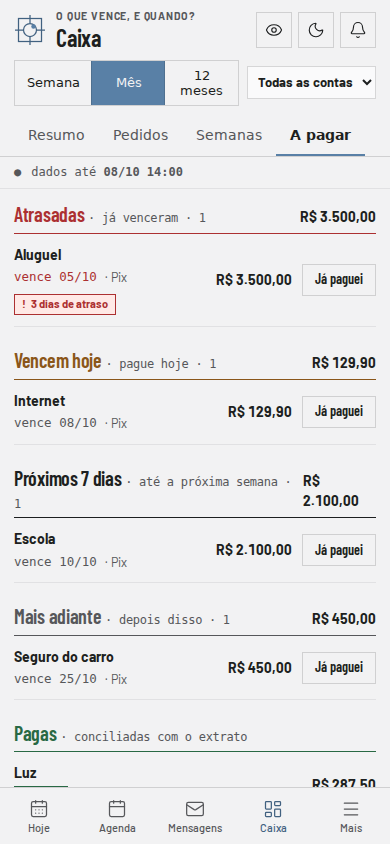 O QUE VENCE, E QUANDO?
Caixa
Semana
Mês
12 meses
Todas as contas
Resumo
Pedidos
Semanas
A pagar
● dados até 08/10 14:00
Atrasadas · já venceram · 1
R$ 3.500,00
Aluguel
vence 05/10 · Pix
! 3 dias de atraso
R$ 3.500,00
Já paguei
Vencem hoje · pague hoje · 1
R$ 129,90
Internet
vence 08/10 · Pix
R$ 129,90
Já paguei
Próximos 7 dias · até a próxima semana · 1
R$ 2.100,00
Escola
vence 10/10 · Pix
R$ 2.100,00
Já paguei
Mais adiante · depois disso · 1
R$ 450,00
Seguro do carro
vence 25/10 · Pix
R$ 450,00
Já paguei
Pagas · conciliadas com o extrato
Luz
R$ 287,50
Hoje
Agenda
Mensagens
Caixa
Mais